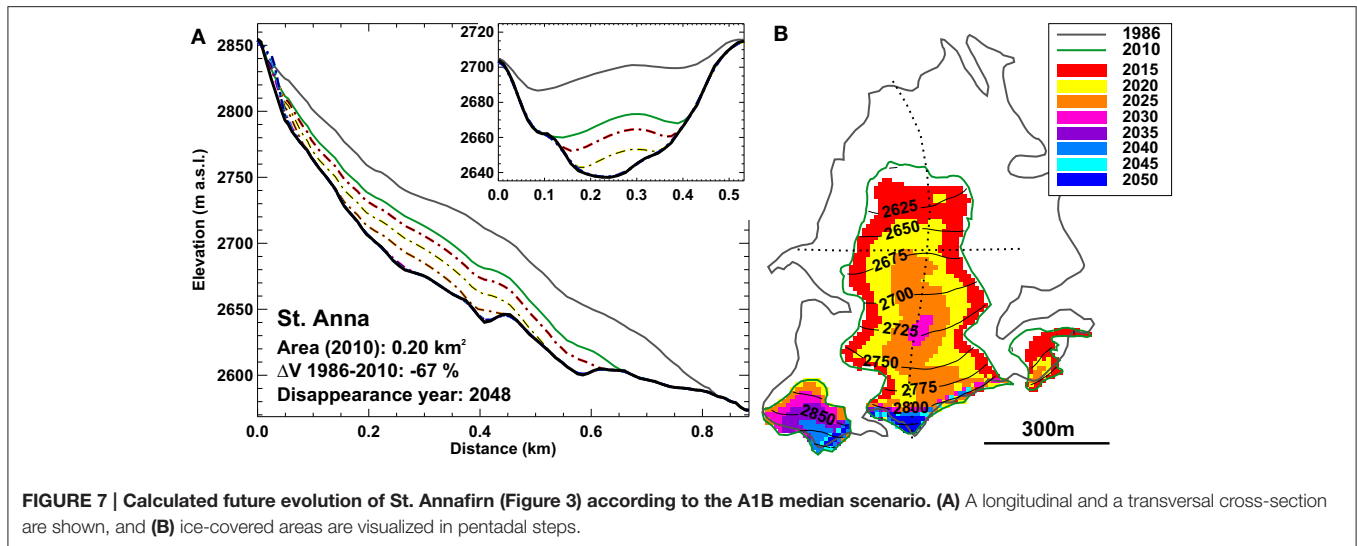 A
2850
2800
2750
2700
2650
2600
Elevation (m a.s.l.)
0.0 0.2 0.4 0.6 0.8
Distance (km)
2720
2700
2680
2660
2640
0.0 0.1 0.2 0.3 0.4 0.5
St. Anna
Area (2010): 0.20 km²
ΔV 1986-2010: -67 %
Disappearance year: 2048
B
1986
2010
2015
2020
2025
2030
2035
2040
2045
2050
2625
2650
2675
2700
2725
2750
2775
2800
2850
300m
FIGURE 7 | Calculated future evolution of St. Annafirn (Figure 3) according to the A1B median scenario. (A) A longitudinal and a transversal cross-section
are shown, and (B) ice-covered areas are visualized in pentadal steps.